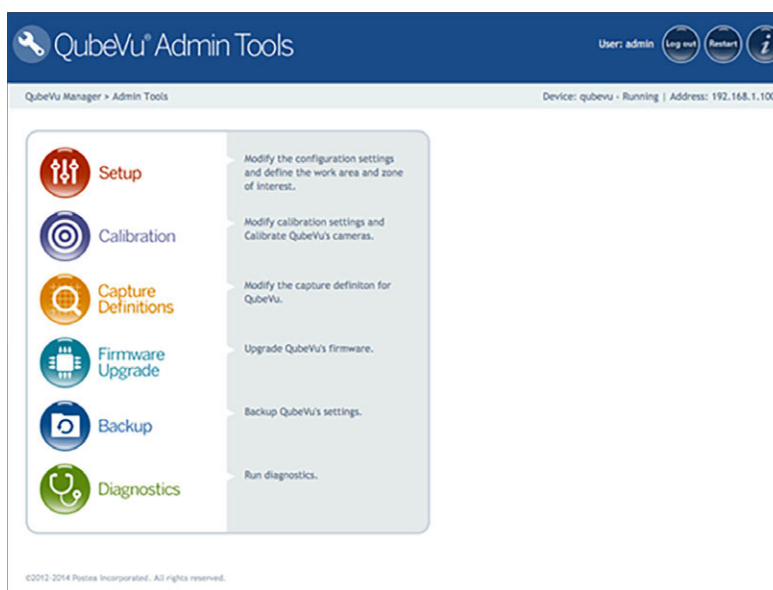 QubeVu® Admin Tools
User: admin
Log out
Restart
i
QubeVu Manager > Admin Tools
Device: qubevu - Running | Address: 192.168.1.100
Setup
Modify the configuration settings
and define the work area and zone
of interest.
Calibration
Modify calibration settings and
Calibrate QubeVu's cameras.
Capture
Definitions
Modify the capture definiton for
QubeVu.
Firmware
Upgrade
Upgrade QubeVu's firmware.
Backup
Backup QubeVu's settings.
Diagnostics
Run diagnostics.
©2012-2014 Postea Incorporated. All rights reserved.